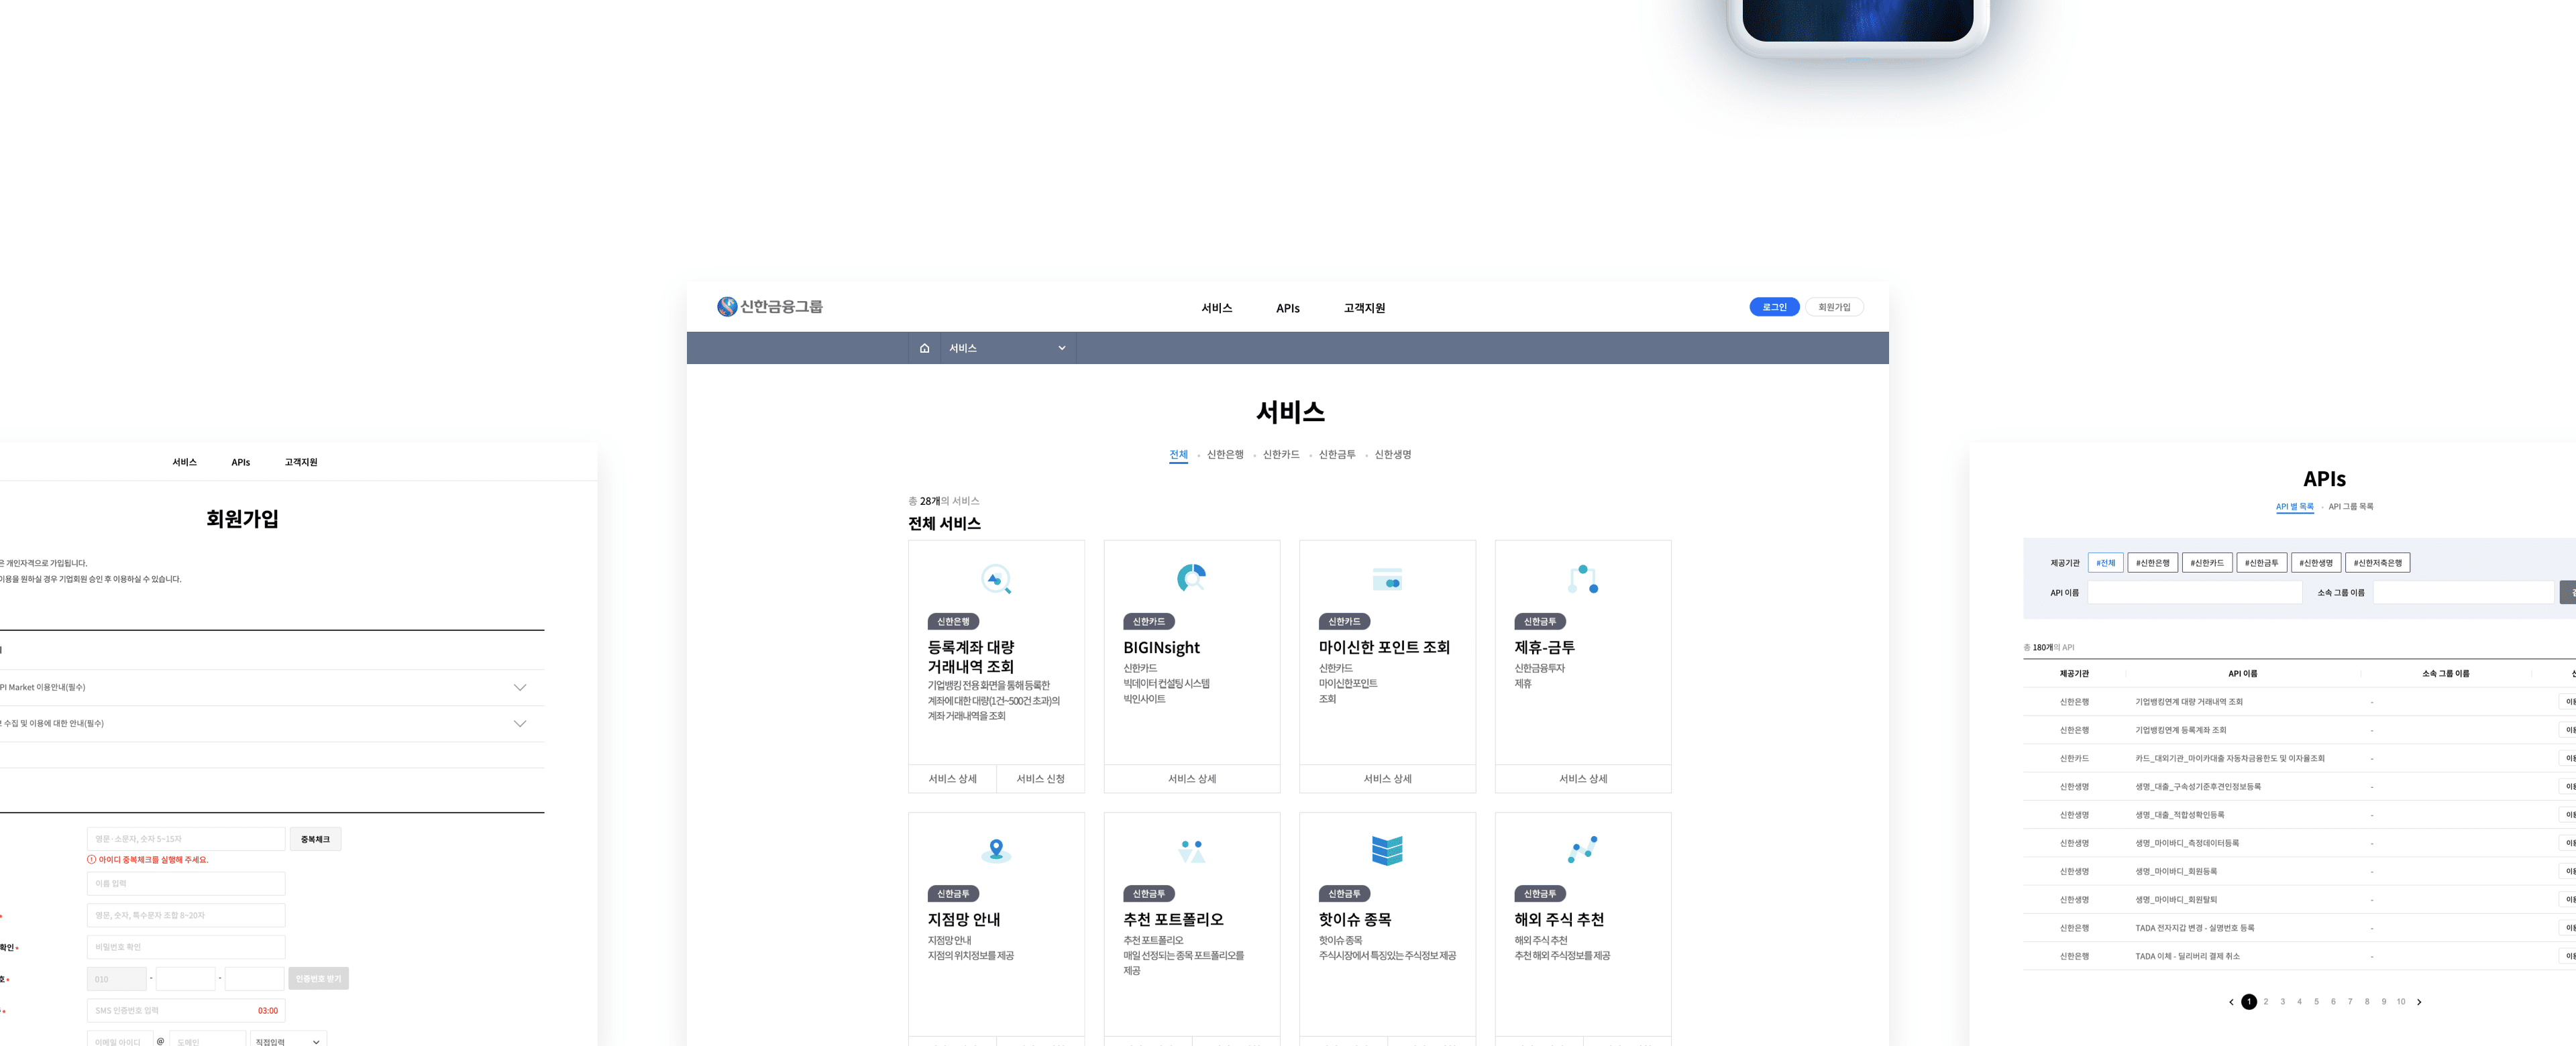 서비스
APIs
고객지원
회원가입
은 개인자격으로 가입됩니다.
이용을 원하실 경우 기업회원 승인 후 이용하실 수 있습니다.
PI Market 이용안내(필수)
수집 및 이용에 대한 안내(필수)
영문·소문자, 숫자 5~15자
중복체크
아이디 중복체크를 실행해 주세요.
이름 입력
영문, 숫자, 특수문자 조합 8~20자
확인*
비밀번호 확인
호*
010
-
-
인증번호 받기
*
SMS 인증번호 입력
03:00
이메일 아이디
@
도메인
직접입력
신한금융그룹
서비스
APIs
고객지원
로그인
회원가입
서비스
서비스
전체
신한은행
신한카드
신한금투
신한생명
총 28개의 서비스
전체 서비스
신한은행
등록계좌 대량
거래내역 조회
기업뱅킹 전용 화면을 통해 등록한
계좌에 대한 대량(1건~500건 초과)의
계좌 거래내역을 조회
서비스 상세
서비스 신청
신한카드
BIGINsight
신한카드
빅데이터 컨설팅 시스템
빅인사이트
서비스 상세
신한카드
마이신한 포인트 조회
신한카드
마이신한포인트
조회
서비스 상세
신한금투
제휴-금투
신한금융투자
제휴
서비스 상세
신한금투
지점망 안내
지점망 안내
지점의 위치정보를 제공
신한금투
추천 포트폴리오
추천 포트폴리오
매일 선정되는 종목 포트폴리오를
제공
신한금투
핫이슈 종목
핫이슈 종목
주식시장에서 특징있는 주식정보 제공
신한금투
해외 주식 추천
해외 주식 추천
추천 해외 주식정보를 제공
APIs
API 별 목록
API 그룹 목록
제공기관
#전체
#신한은행
#신한카드
#신한금투
#신한생명
#신한저축은행
API 이름
소속 그룹 이름
총 180개의 API
제공기관
API 이름
소속 그룹 이름
신한은행
기업뱅킹연계 대량 거래내역 조회
-
신한은행
기업뱅킹연계 등록계좌 조회
-
신한카드
카드_대외기관_마이카대출 자동차금융한도 및 이자율조회
-
신한생명
생명_대출_구속성기준후견인정보등록
-
신한생명
생명_대출_적합성확인등록
-
신한생명
생명_마이바디_측정데이터등록
-
신한생명
생명_마이바디_회원등록
-
신한생명
생명_마이바디_회원탈퇴
-
신한은행
TADA 전자지갑 변경 - 실명번호 등록
-
신한은행
TADA 이체 - 딜리버리 결제 취소
-
1 2 3 4 5 6 7 8 9 10